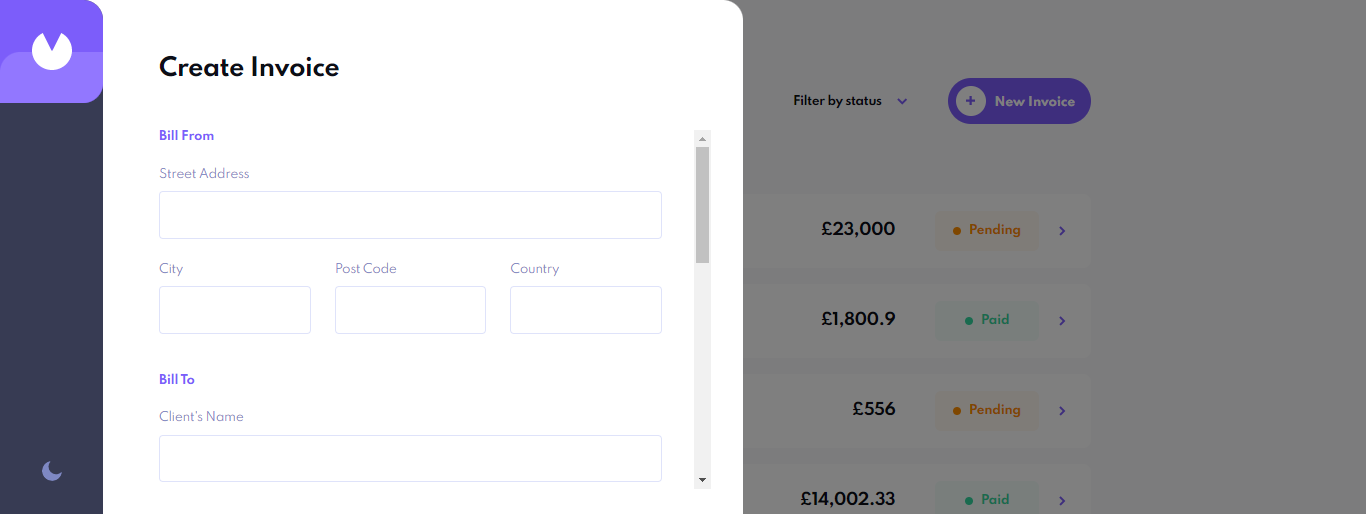 Create Invoice
Filter by status
+ New Invoice
Bill From
Street Address
City Post Code Country
Bill To
Client's Name
£23,000 Pending
£1,800.9 Paid
£556 Pending
£14,002.33 Paid